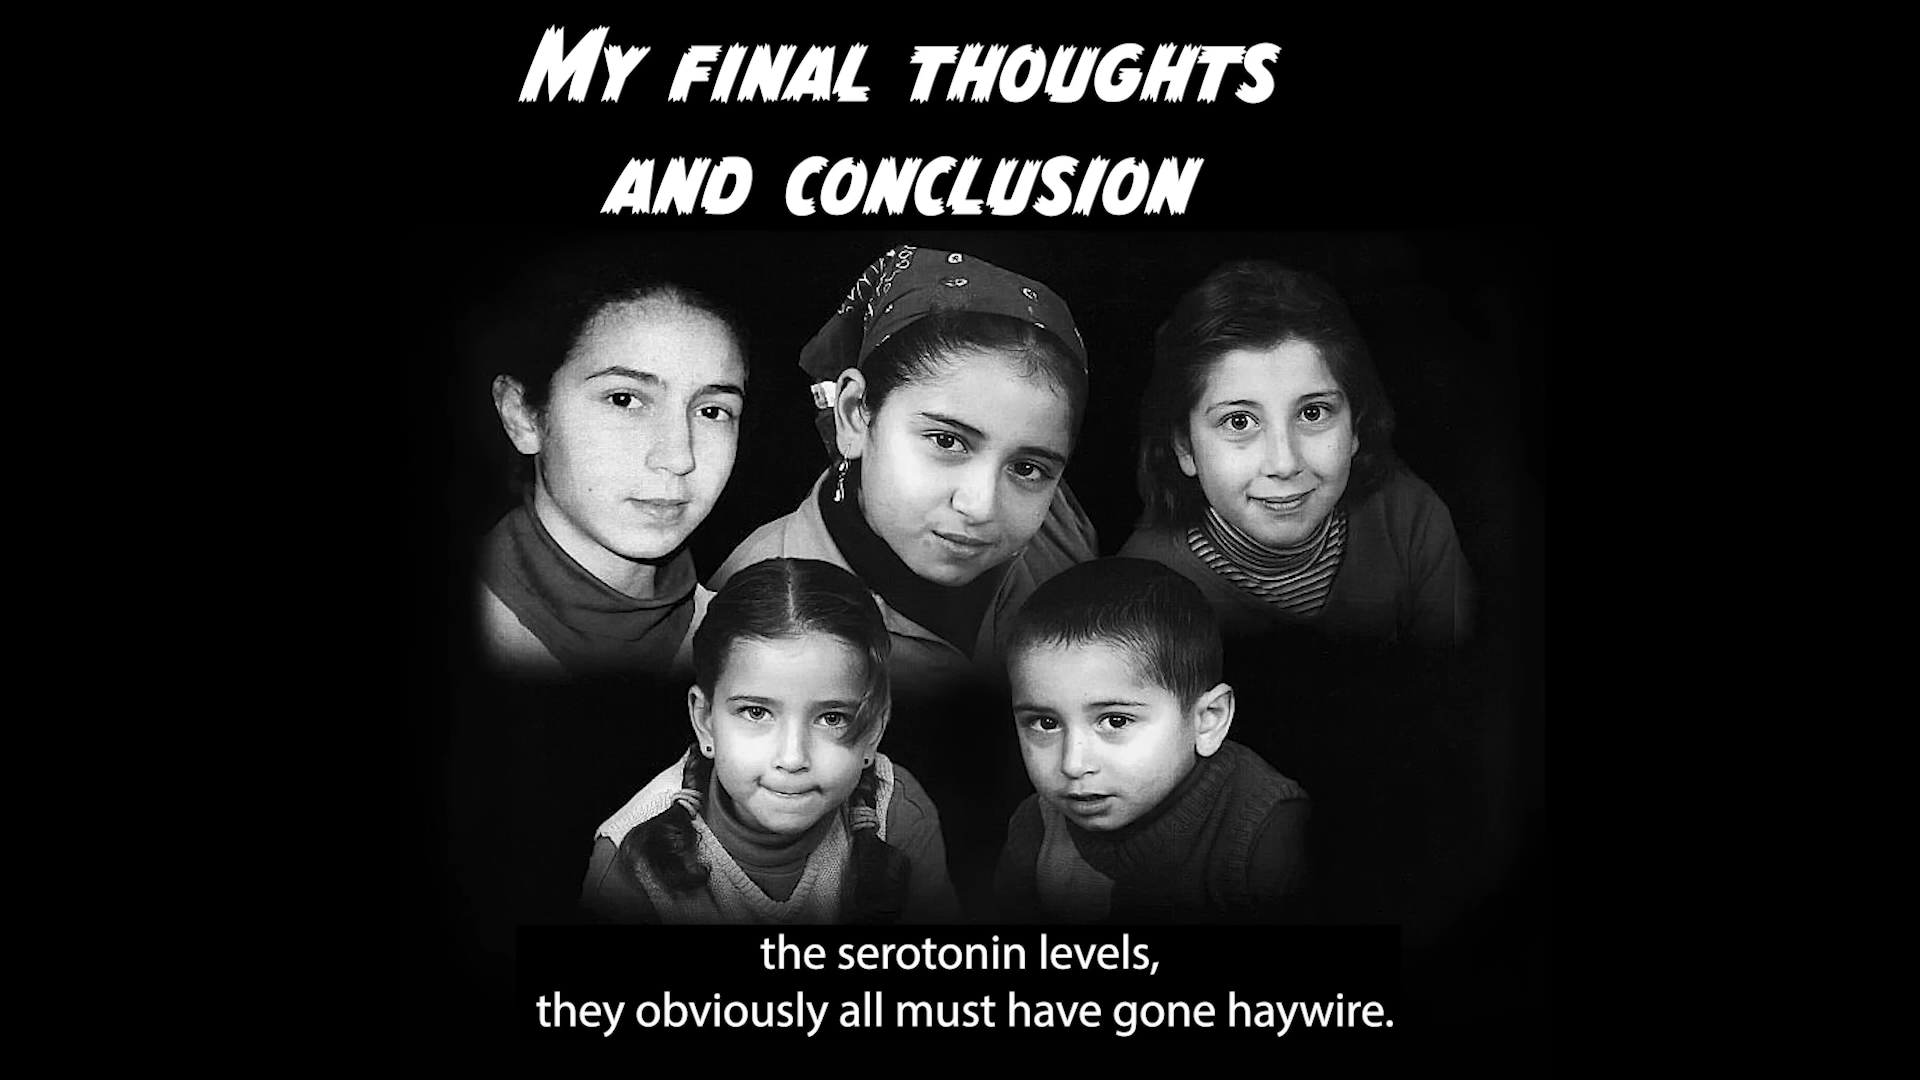 My final thoughts
and conclusion
the serotonin levels,
they obviously all must have gone haywire.